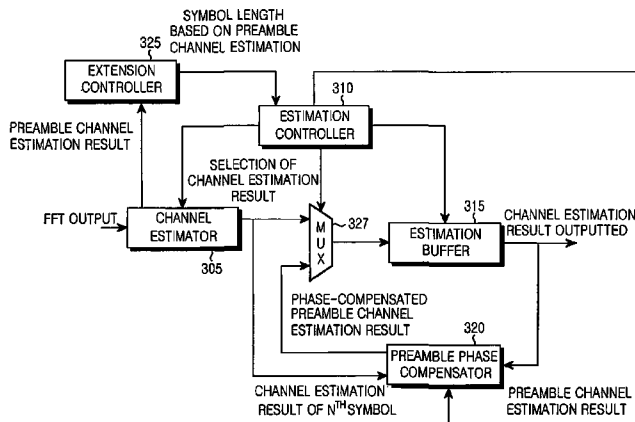 SYMBOL LENGTH
BASED ON PREAMBLE
CHANNEL ESTIMATION
325
EXTENSION
CONTROLLER
310
ESTIMATION
CONTROLLER
PREAMBLE CHANNEL
ESTIMATION RESULT
SELECTION OF
CHANNEL ESTIMATION
RESULT
FFT OUTPUT
CHANNEL
ESTIMATOR
305
MUX
327
315
ESTIMATION
BUFFER
CHANNEL ESTIMATION
RESULT OUTPUTTED
PHASE-COMPENSATED
PREAMBLE CHANNEL
ESTIMATION RESULT
320
PREAMBLE PHASE
COMPENSATOR
CHANNEL ESTIMATION
RESULT OF NTH SYMBOL
PREAMBLE CHANNEL
ESTIMATION RESULT